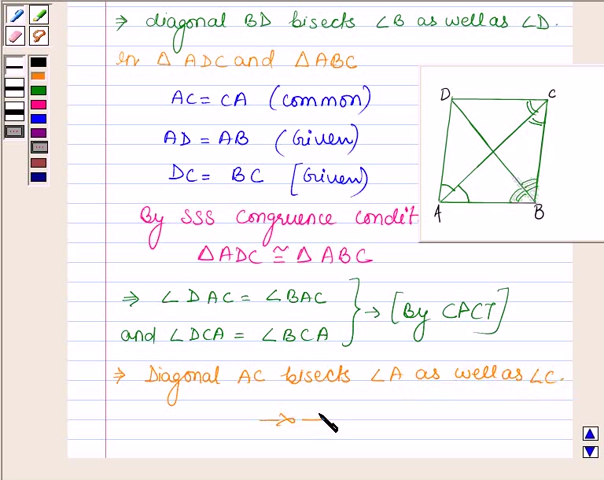 ⇒ diagonal BD bisects ∠B as well as ∠D.
In △ ADC and △ ABC
AC = CA (Common)
AD = AB (Given)
DC = BC [Given)
By SSS congruence condit
△ADC ≅ △ABC
⇒ ∠DAC = ∠BAC
and ∠DCA = ∠BCA
→ [By CPCT]
⇒ Diagonal AC bisects ∠A as well as ∠C.
D
C
A
B